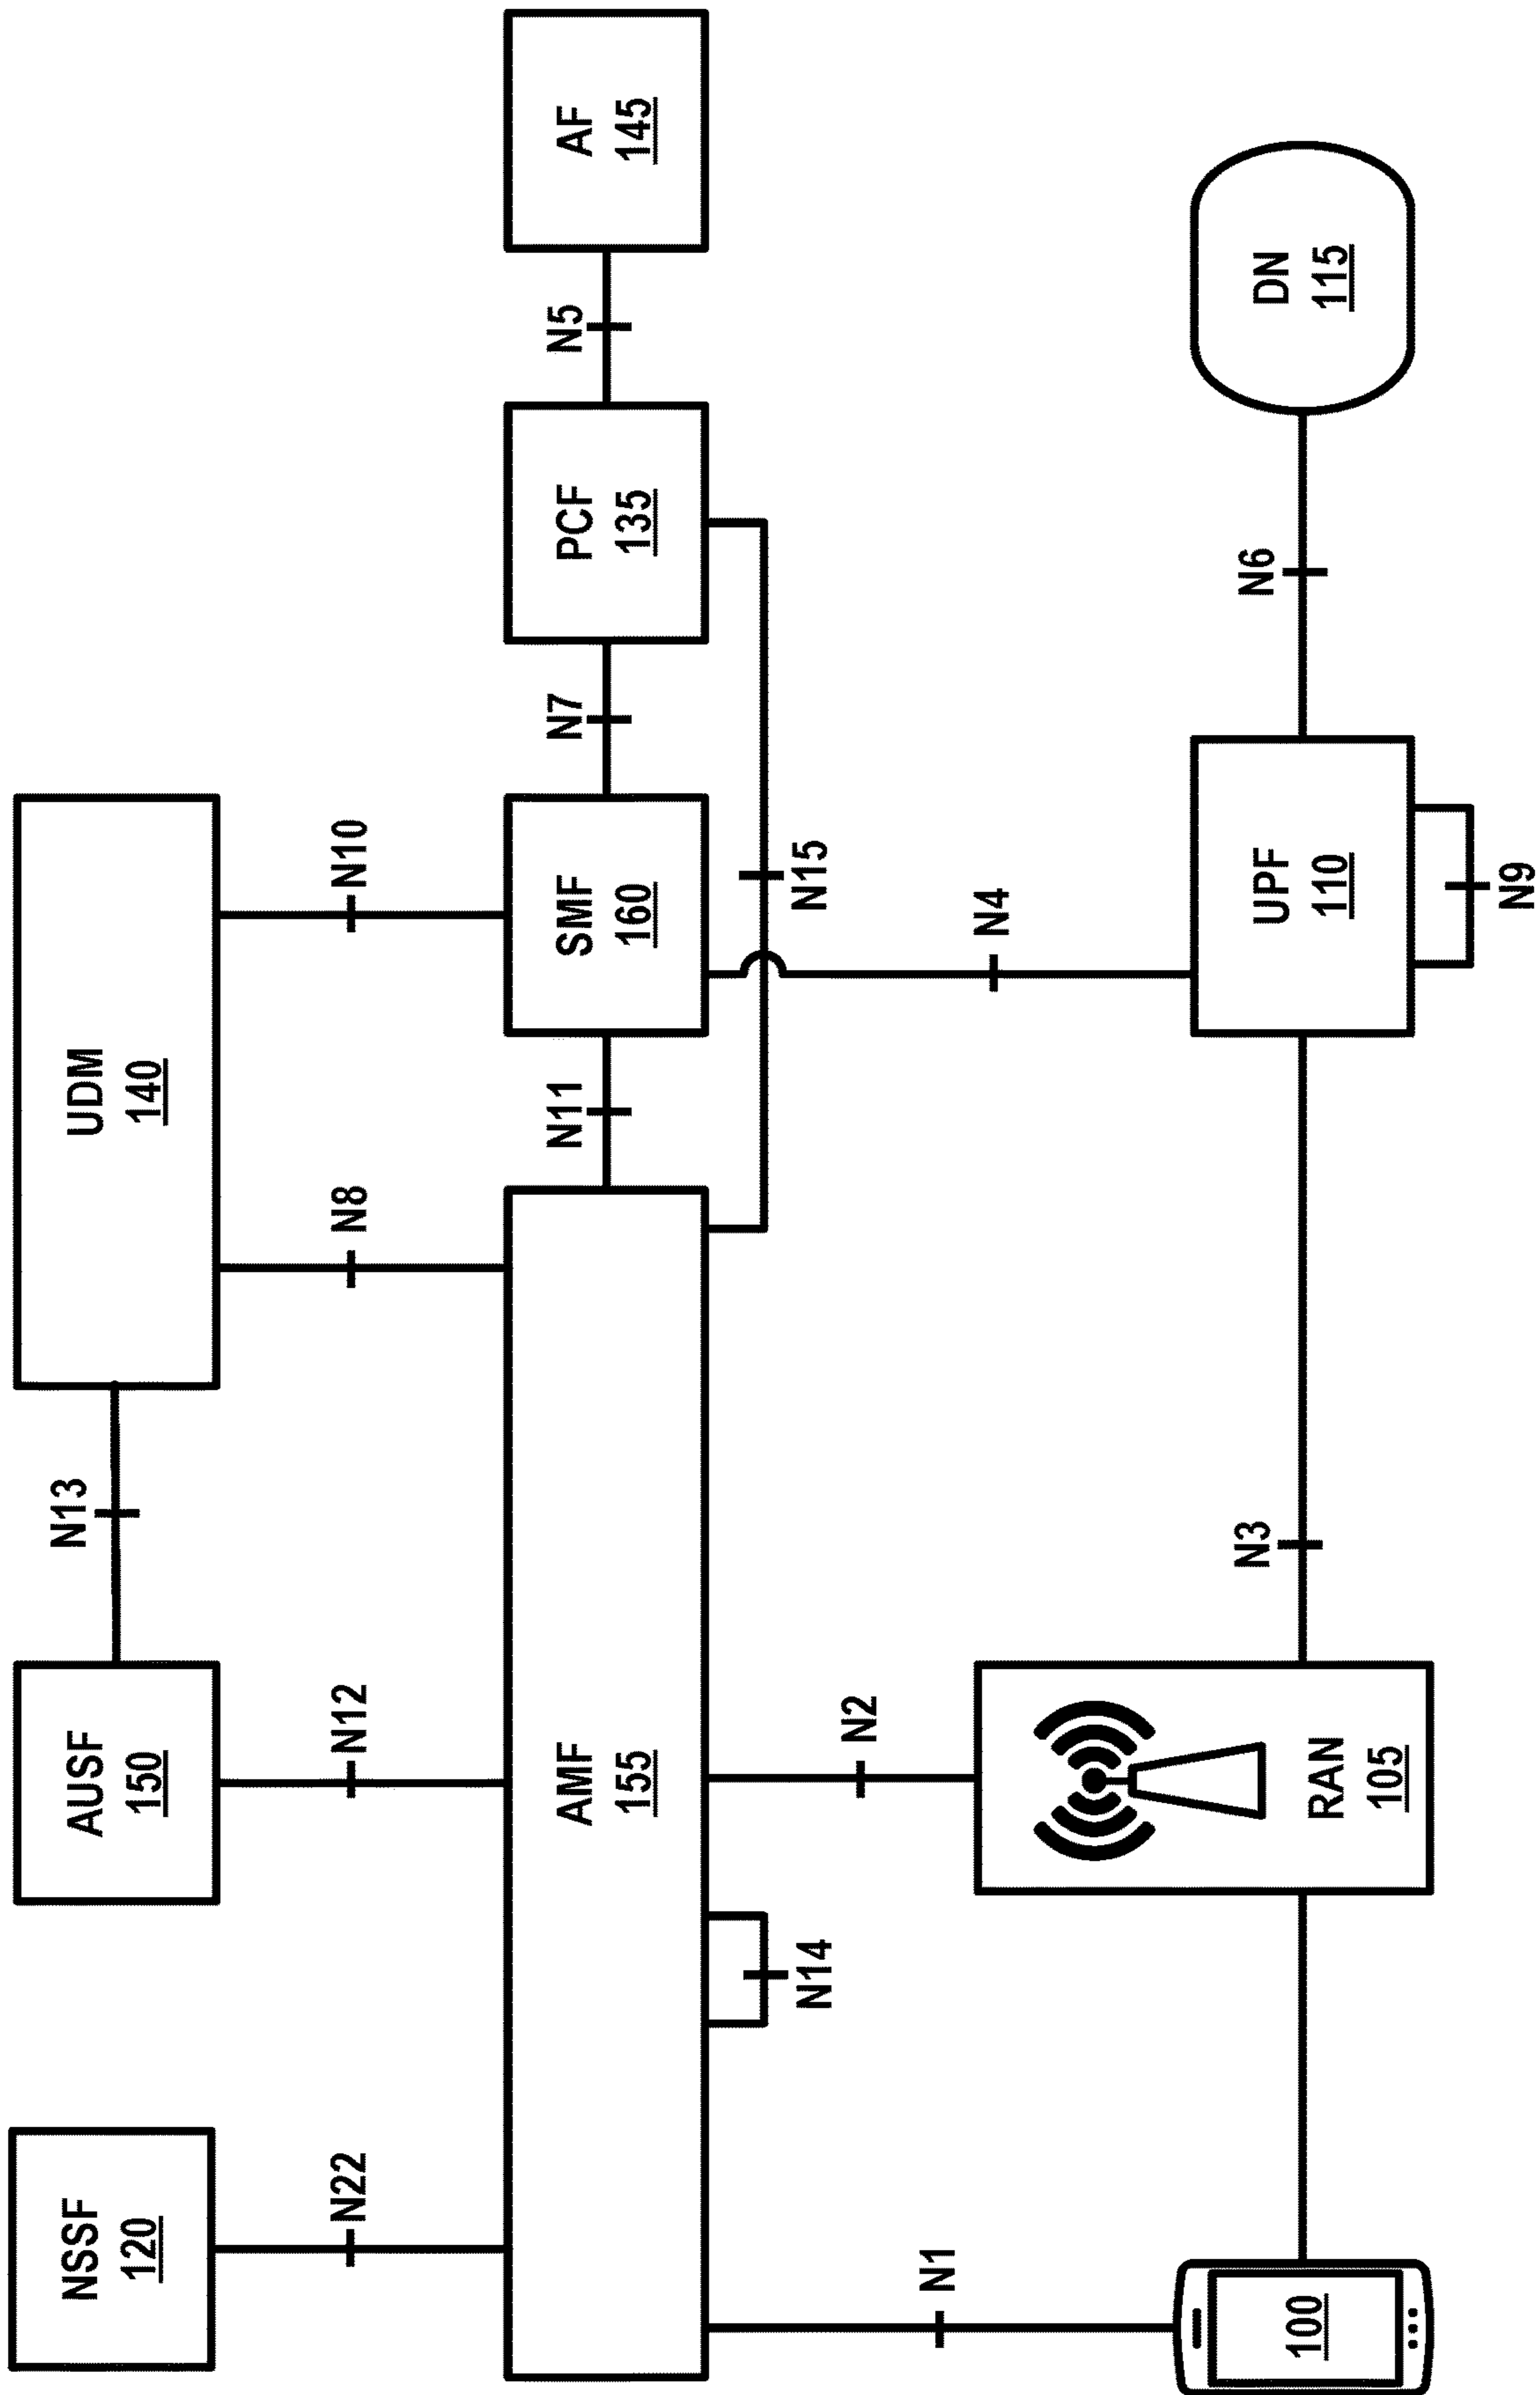 NSSF
120
AUSF
150
N13
UDM
140
N22
N12
N8
N10
AMF
155
N11
SMF
160
N7
PCF
135
N5
AF
145
N14
N15
N1
N2
N4
100
RAN
105
N3
UPF
110
N6
DN
115
N9